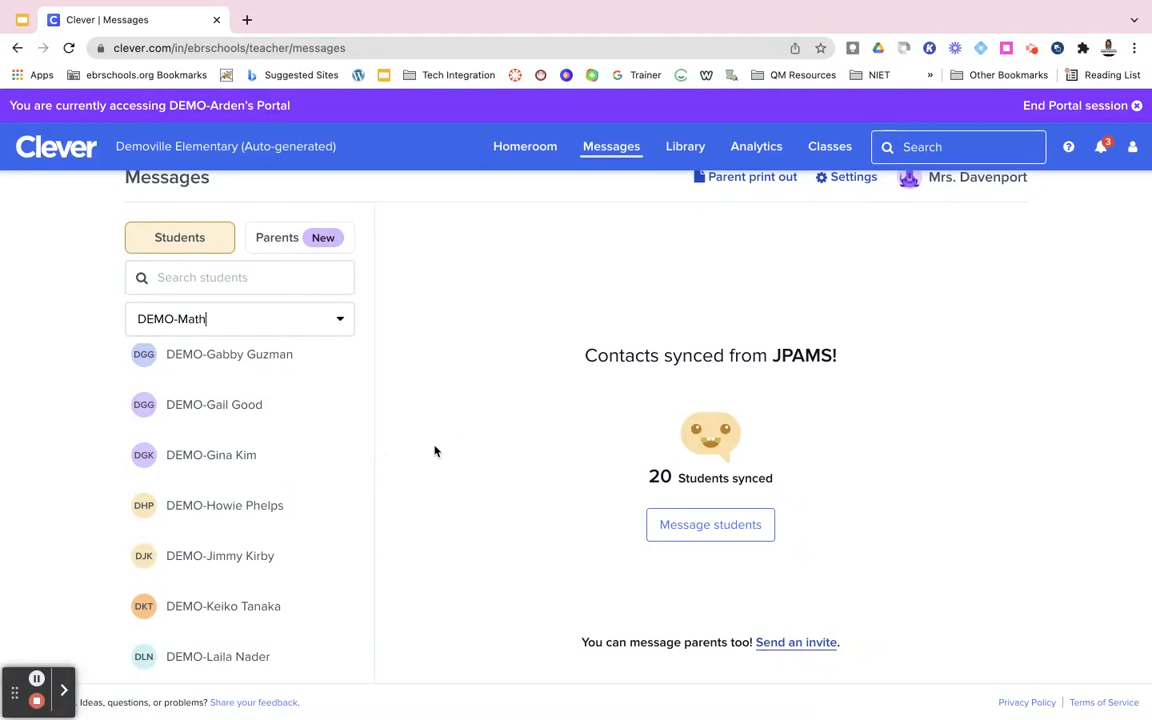 Clever | Messages
clever.com/in/ebrschools/teacher/messages
Apps ebrschools.org Bookmarks Suggested Sites Tech Integration Trainer QM Resources NIET » Other Bookmarks Reading List
You are currently accessing DEMO-Arden's Portal End Portal session
Clever Demoville Elementary (Auto-generated) Homeroom Messages Library Analytics Classes Search 3
Messages Parent print out Settings Mrs. Davenport
Students Parents New
Search students
DEMO-Math
DGG DEMO-Gabby Guzman
Contacts synced from JPAMS!
DGG DEMO-Gail Good
DGK DEMO-Gina Kim
20 Students synced
DHP DEMO-Howie Phelps
Message students
DJK DEMO-Jimmy Kirby
DKT DEMO-Keiko Tanaka
You can message parents too! Send an invite.
DLN DEMO-Laila Nader
Ideas, questions, or problems? Share your feedback. Privacy Policy | Terms of Service